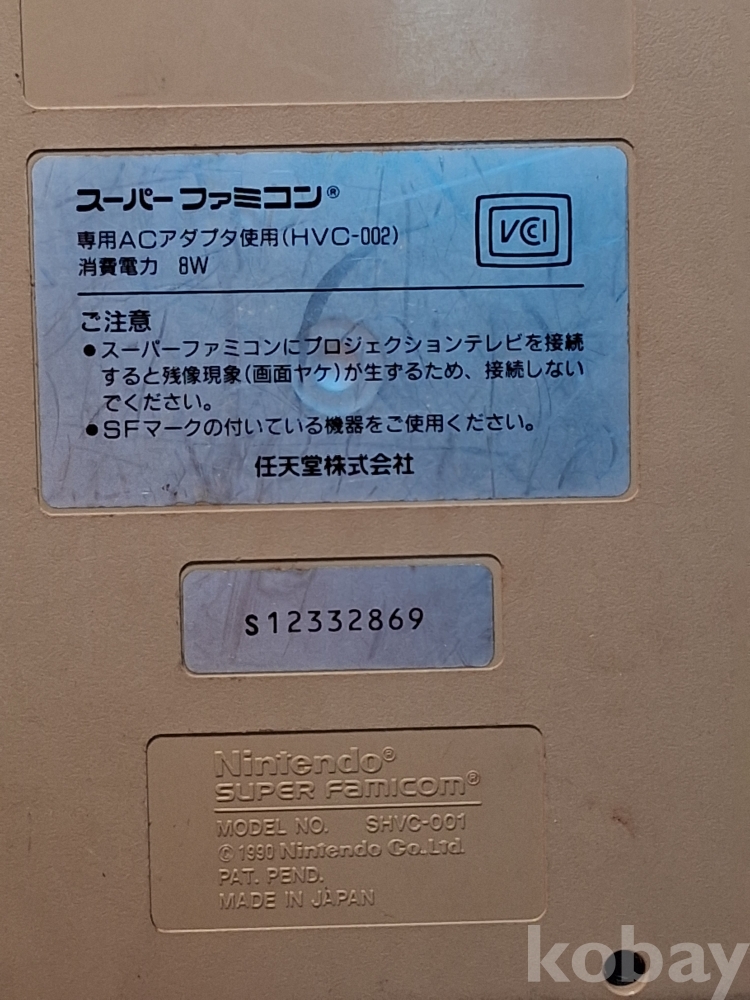 スーパーファミコン®
専用ACアダプタ使用(HVC-002)
消費電力 8W
VCCI
ご注意
●スーパーファミコンにプロジェクションテレビを接続
すると残像現象(画面ヤケ)が生ずるため、接続しない
でください。
●SFマークの付いている機器をご使用ください。
任天堂株式会社
S12332869
Nintendo®
SUPER FAMICOM®
MODEL NO. SHVC-001
©1990 Nintendo Co.,Ltd.
PAT. PEND.
MADE IN JAPAN
kobay